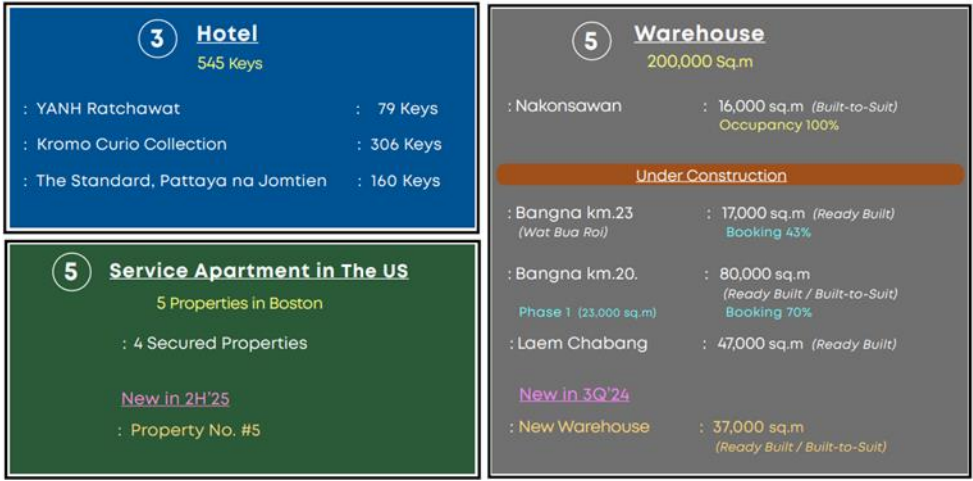 3 Hotel
545 Keys
: YANH Ratchawat : 79 Keys
: Kromo Curio Collection : 306 Keys
: The Standard, Pattaya na Jomtien : 160 Keys
5 Service Apartment in The US
5 Properties in Boston
: 4 Secured Properties
New in 2H'25
: Property No. #5
5 Warehouse
200,000 Sq.m
: Nakonsawan : 16,000 sq.m (Built-to-Suit)
Occupancy 100%
Under Construction
: Bangna km.23 : 17,000 sq.m (Ready Built)
(Wat Bua Roi) Booking 43%
: Bangna km.20. : 80,000 sq.m
(Ready Built / Built-to-Suit)
Phase 1 (23,000 sq.m) Booking 70%
: Laem Chabang : 47,000 sq.m (Ready Built)
New in 3Q'24
: New Warehouse : 37,000 sq.m
(Ready Built / Built-to-Suit)